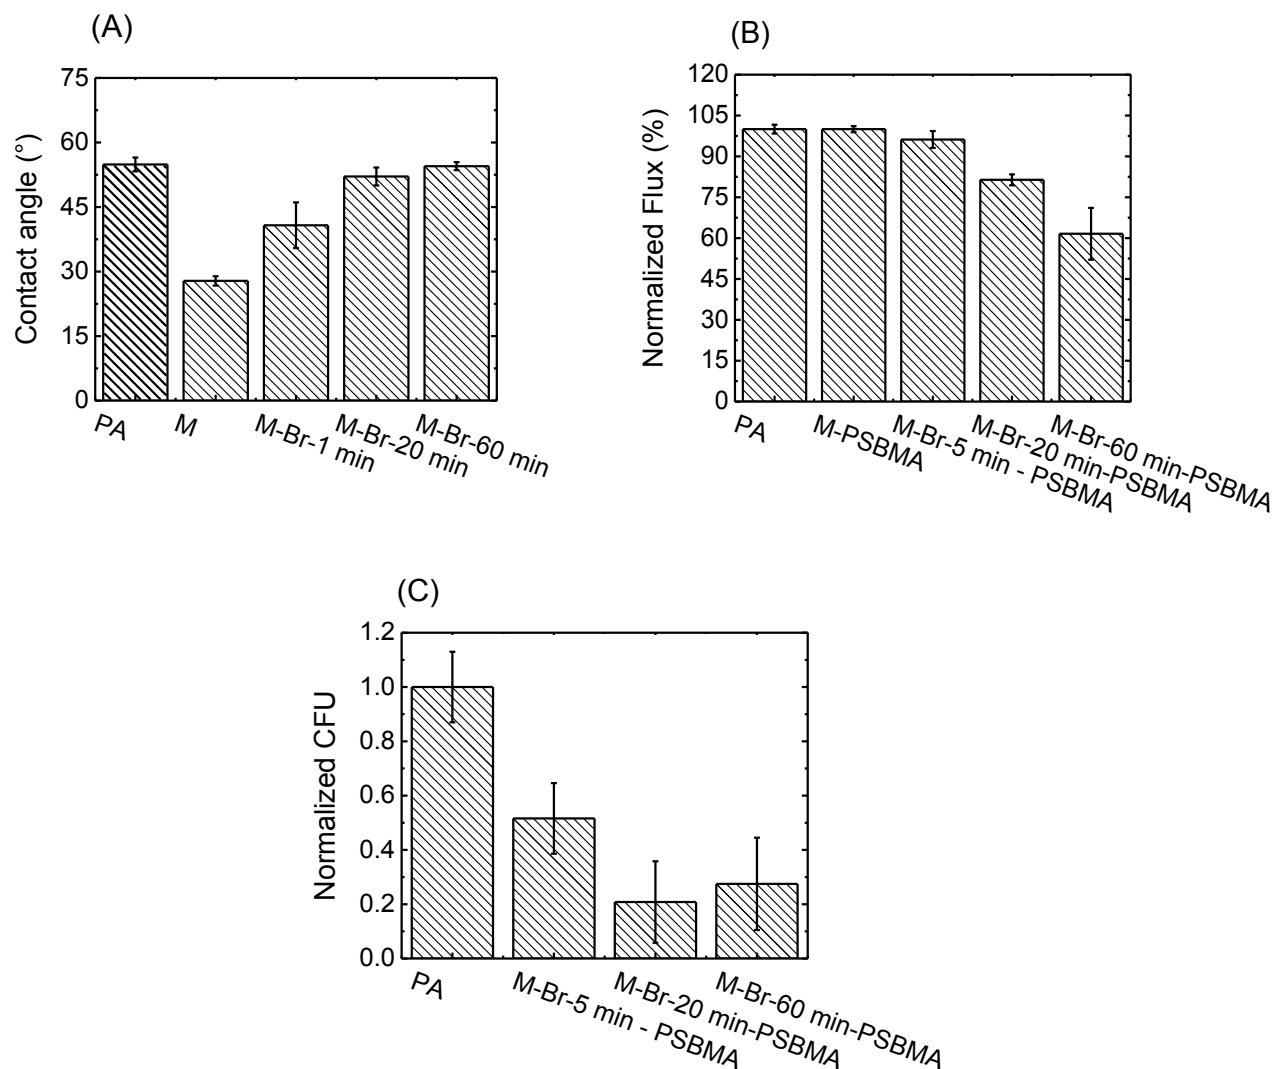 (A)
75
60
45
30
15
0
Contact angle (°)
PA
M
M-Br-1 min
M-Br-20 min
M-Br-60 min
(B)
120
105
90
75
60
45
30
15
0
Normalized Flux (%)
PA
M-PSBMA
M-Br-5 min - PSBMA
M-Br-20 min-PSBMA
M-Br-60 min-PSBMA
(C)
1.2
1.0
0.8
0.6
0.4
0.2
0.0
Normalized CFU
PA
M-Br-5 min - PSBMA
M-Br-20 min-PSBMA
M-Br-60 min-PSBMA